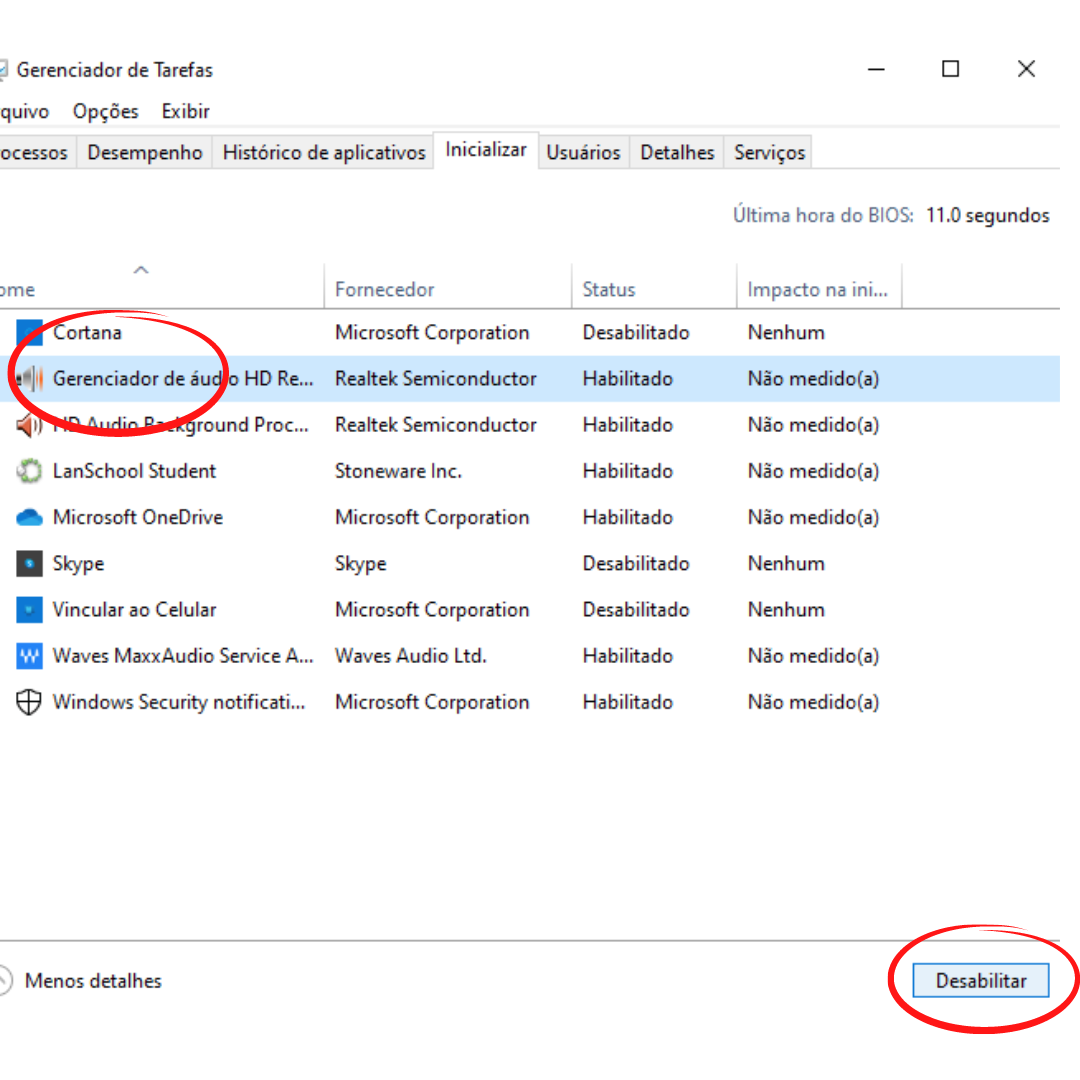 Gerenciador de Tarefas
quivo Opções Exibir
ocessos Desempenho Histórico de aplicativos Inicializar Usuários Detalhes Serviços
Última hora do BIOS: 11.0 segundos
ome Fornecedor Status Impacto na ini...
Cortana Microsoft Corporation Desabilitado Nenhum
Gerenciador de áudio HD Re... Realtek Semiconductor Habilitado Não medido(a)
HD Audio Background Proc... Realtek Semiconductor Habilitado Não medido(a)
LanSchool Student Stoneware Inc. Habilitado Não medido(a)
Microsoft OneDrive Microsoft Corporation Habilitado Não medido(a)
Skype Skype Desabilitado Nenhum
Vincular ao Celular Microsoft Corporation Desabilitado Nenhum
Waves MaxxAudio Service A... Waves Audio Ltd. Habilitado Não medido(a)
Windows Security notificati... Microsoft Corporation Habilitado Não medido(a)
Menos detalhes Desabilitar